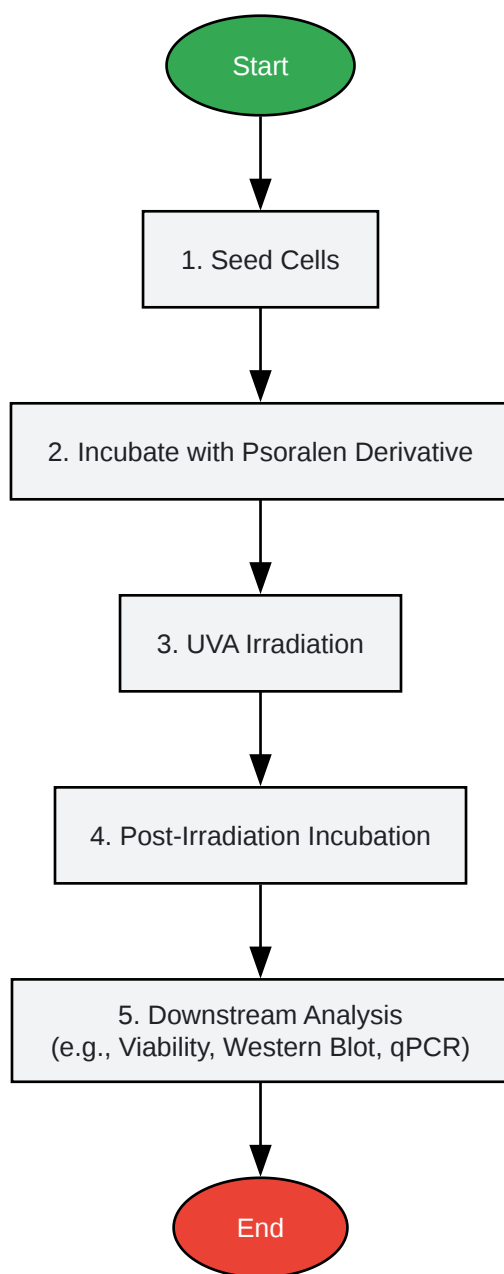 Start
1. Seed Cells
2. Incubate with Psoralen Derivative
3. UVA Irradiation
4. Post-Irradiation Incubation
5. Downstream Analysis
(e.g., Viability, Western Blot, qPCR)
End